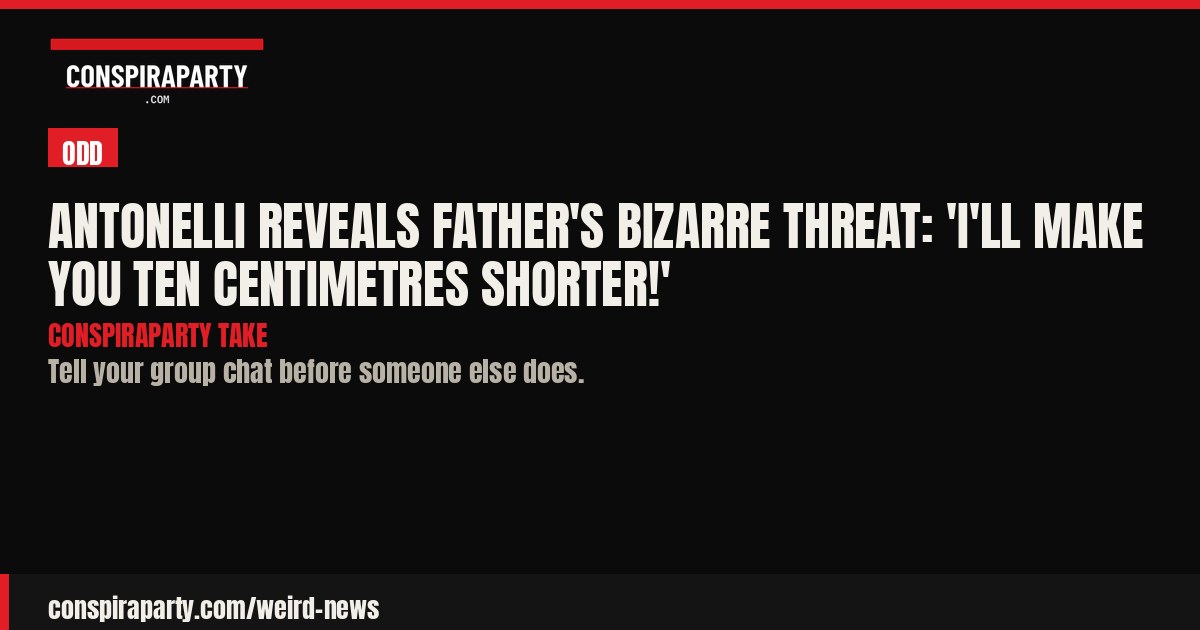 CONSPIRAPARTY
.COM
ODD
ANTONELLI REVEALS FATHER'S BIZARRE THREAT: 'I'LL MAKE
YOU TEN CENTIMETRES SHORTER!'
CONSPIRAPARTY TAKE
Tell your group chat before someone else does.
conspiraparty.com/weird-news